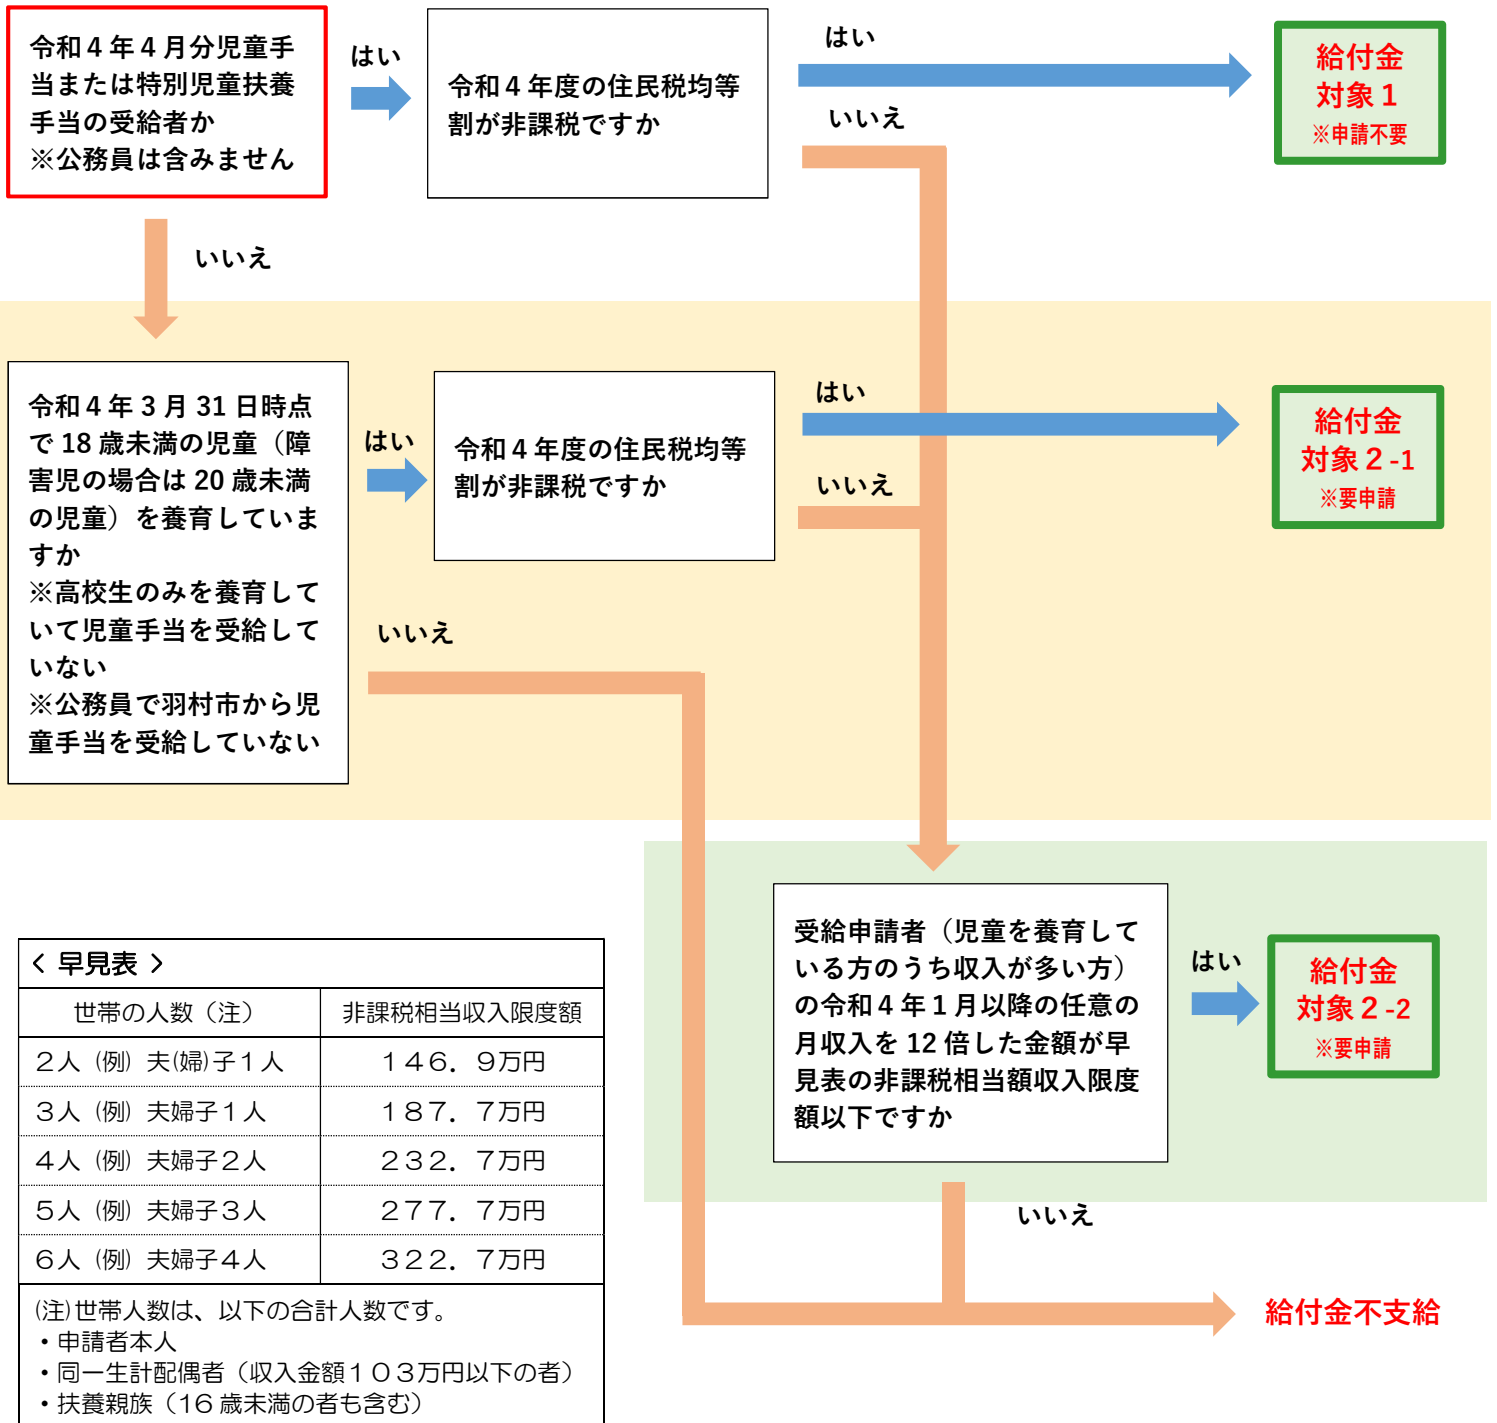 令和４年４月分児童手
当または特別児童扶養
手当の受給者か
※公務員は含みません
はい
令和４年度の住民税均等
割が非課税ですか
はい
いいえ
給付金
対象１
※申請不要
いいえ
令和４年３月 31 日時点
で 18 歳未満の児童（障
害児の場合は 20 歳未満
の児童）を養育していま
すか
※高校生のみを養育して
いて児童手当を受給して
いない
※公務員で羽村市から児
童手当を受給していない
はい
令和４年度の住民税均等
割が非課税ですか
はい
いいえ
給付金
対象２-1
※要申請
いいえ
受給申請者（児童を養育して
いる方のうち収入が多い方）
の令和４年１月以降の任意の
月収入を 12 倍した金額が早
見表の非課税相当額収入限度
額以下ですか
はい
給付金
対象２-2
※要申請
いいえ
給付金不支給
＜ 早見表 ＞
世帯の人数（注） 非課税相当収入限度額
２人（例）夫(婦)子１人 １４６．９万円
３人（例）夫婦子１人 １８７．７万円
４人（例）夫婦子２人 ２３２．７万円
５人（例）夫婦子３人 ２７７．７万円
６人（例）夫婦子４人 ３２２．７万円
(注)世帯人数は、以下の合計人数です。
・申請者本人
・同一生計配偶者（収入金額１０３万円以下の者）
・扶養親族（16 歳未満の者も含む）